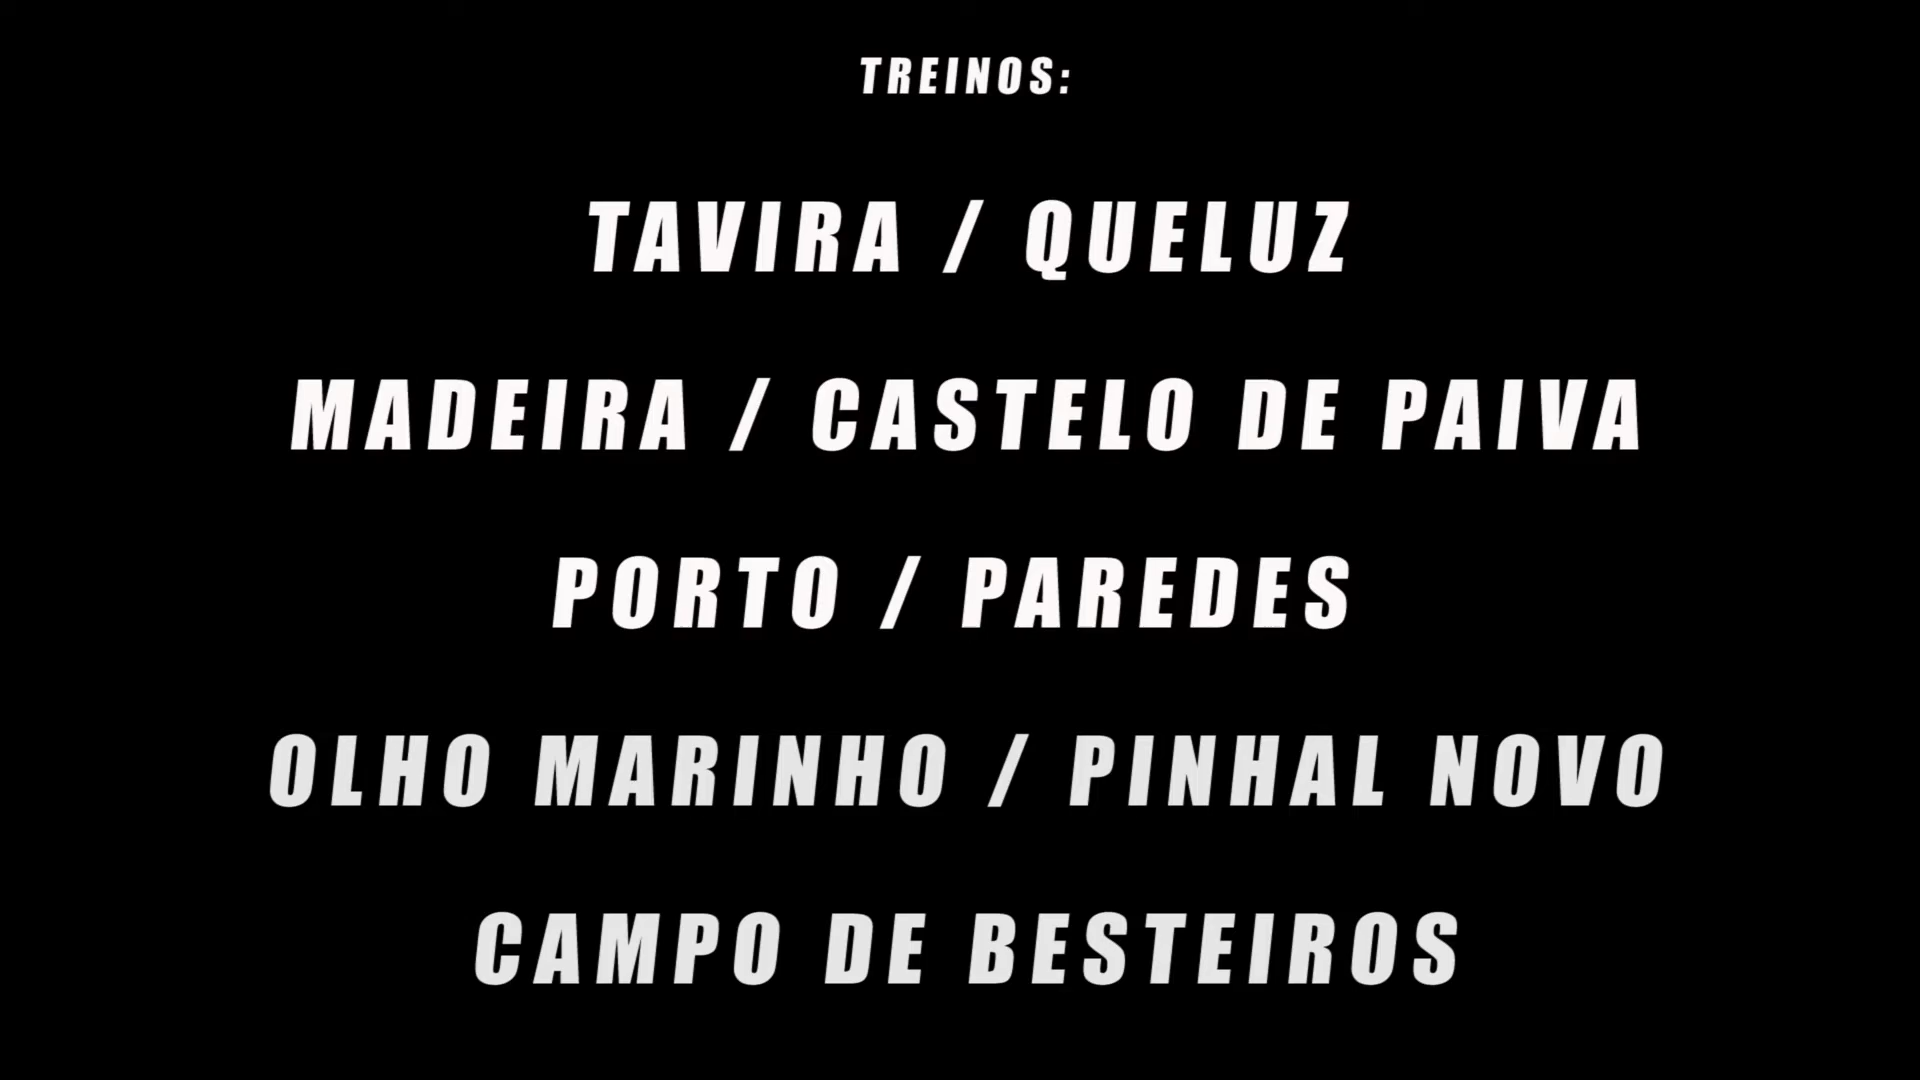 TREINOS:
TAVIRA / QUELUZ
MADEIRA / CASTELO DE PAIVA
PORTO / PAREDES
OLHO MARINHO / PINHAL NOVO
CAMPO DE BESTEIROS